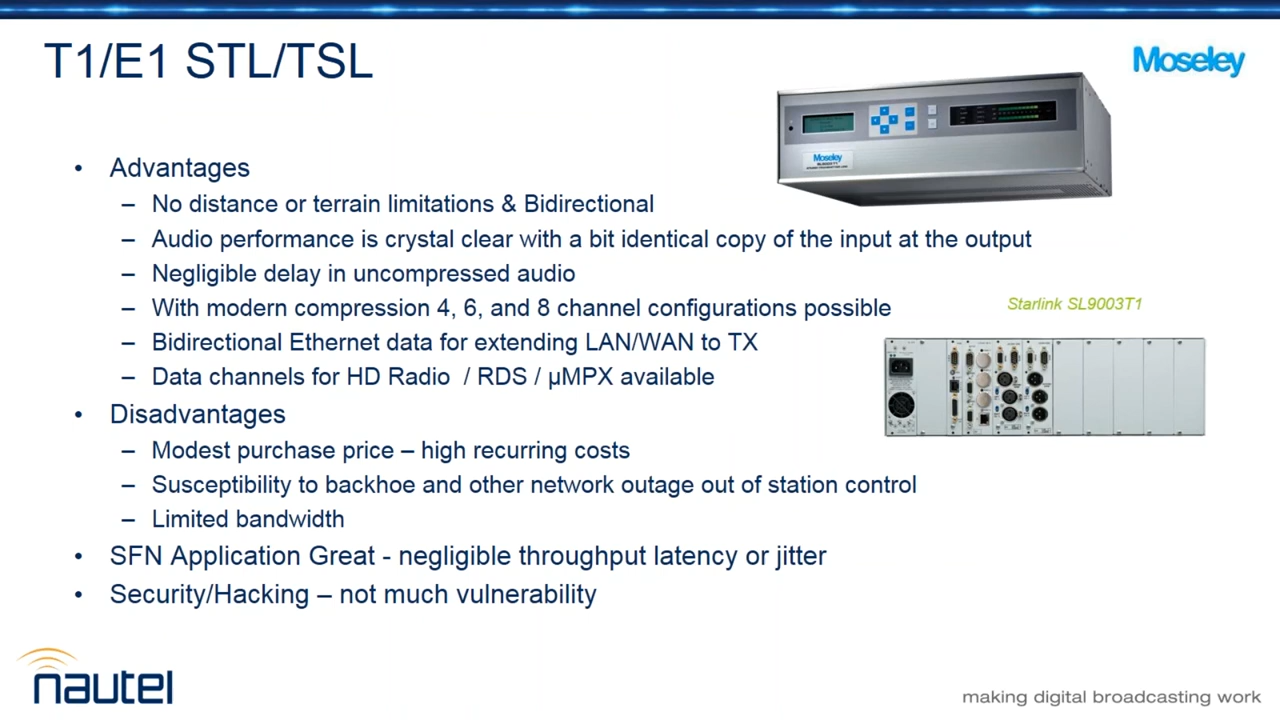 T1/E1 STL/TSL
Moseley
• Advantages
– No distance or terrain limitations & Bidirectional
– Audio performance is crystal clear with a bit identical copy of the input at the output
– Negligible delay in uncompressed audio
– With modern compression 4, 6, and 8 channel configurations possible
Starlink SL9003T1
– Bidirectional Ethernet data for extending LAN/WAN to TX
– Data channels for HD Radio / RDS / µMPX available
• Disadvantages
– Modest purchase price – high recurring costs
– Susceptibility to backhoe and other network outage out of station control
– Limited bandwidth
• SFN Application Great - negligible throughput latency or jitter
• Security/Hacking – not much vulnerability
Moseley
nautel
making digital broadcasting work